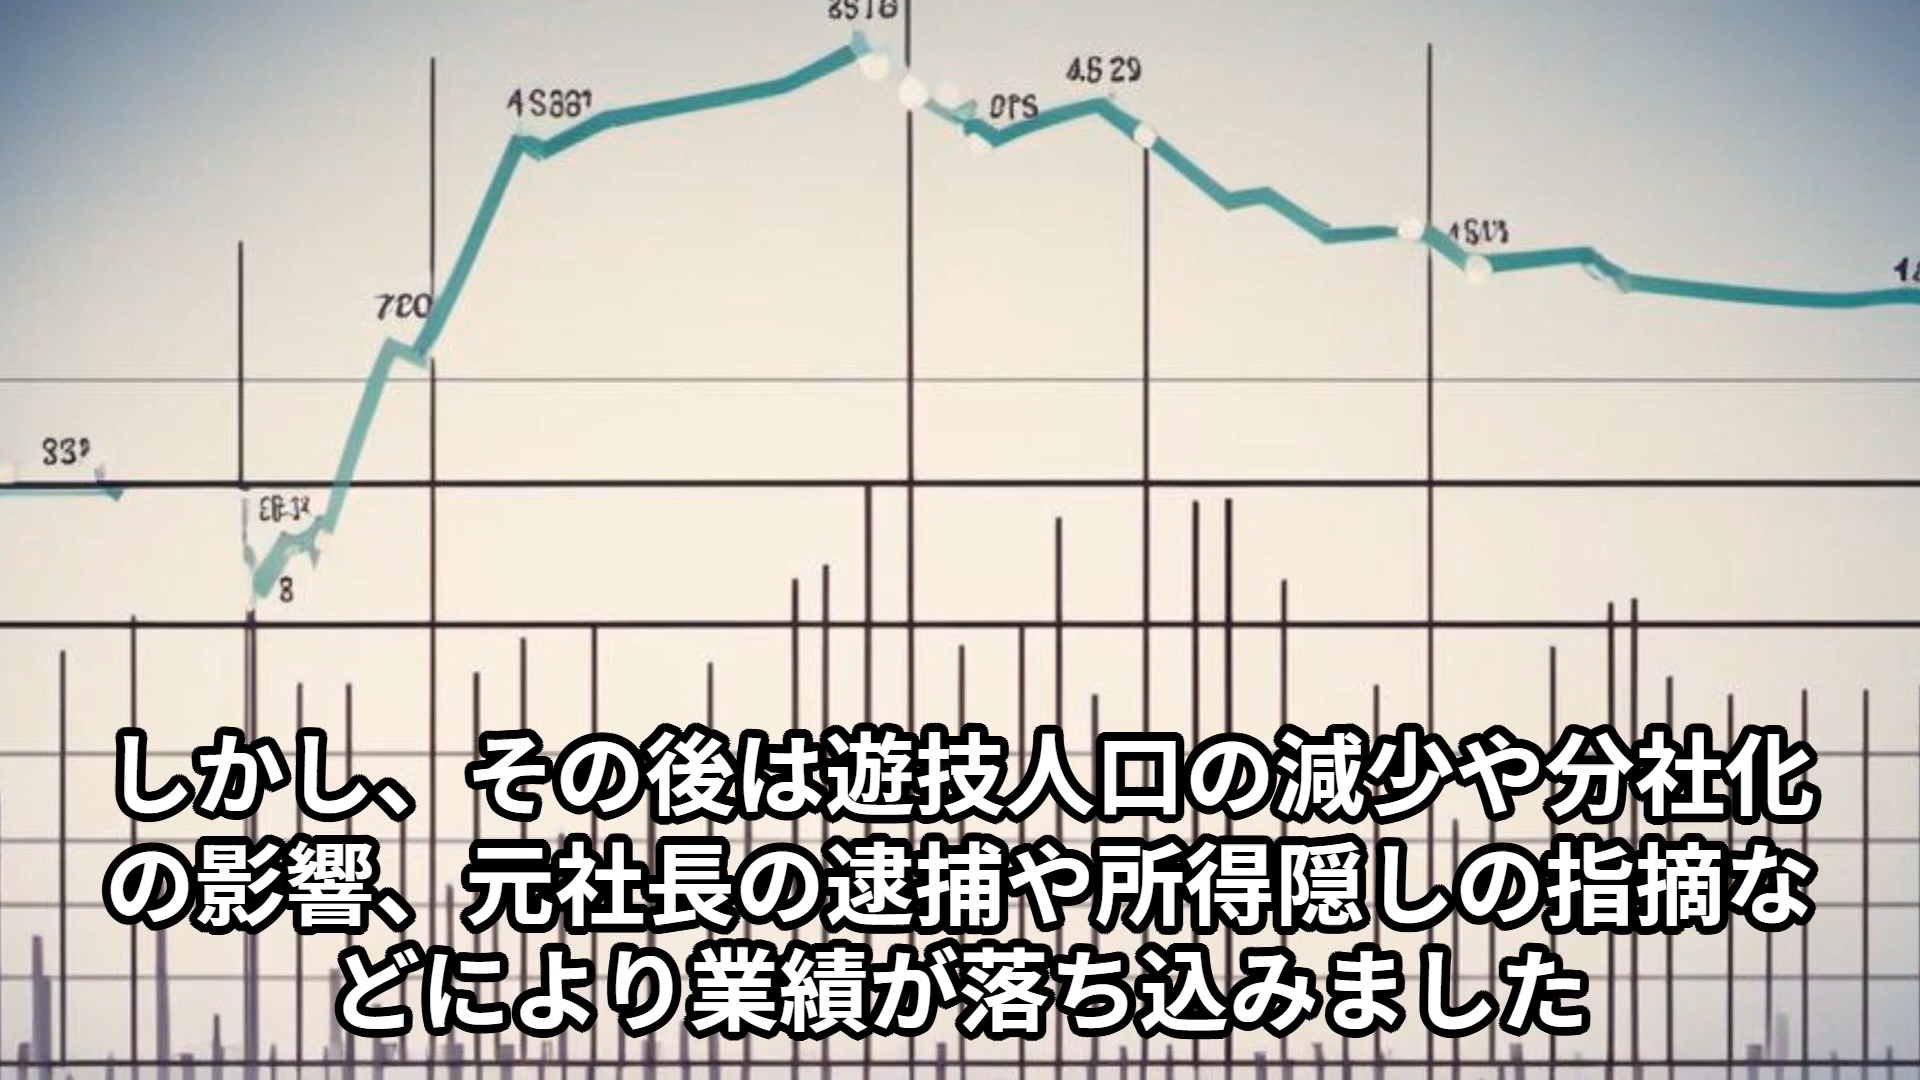 720
8
しかし、その後は遊技人口の減少や分社化
の影響、元社長の逮捕や所得隠しの指摘な
どにより業績が落ち込みました